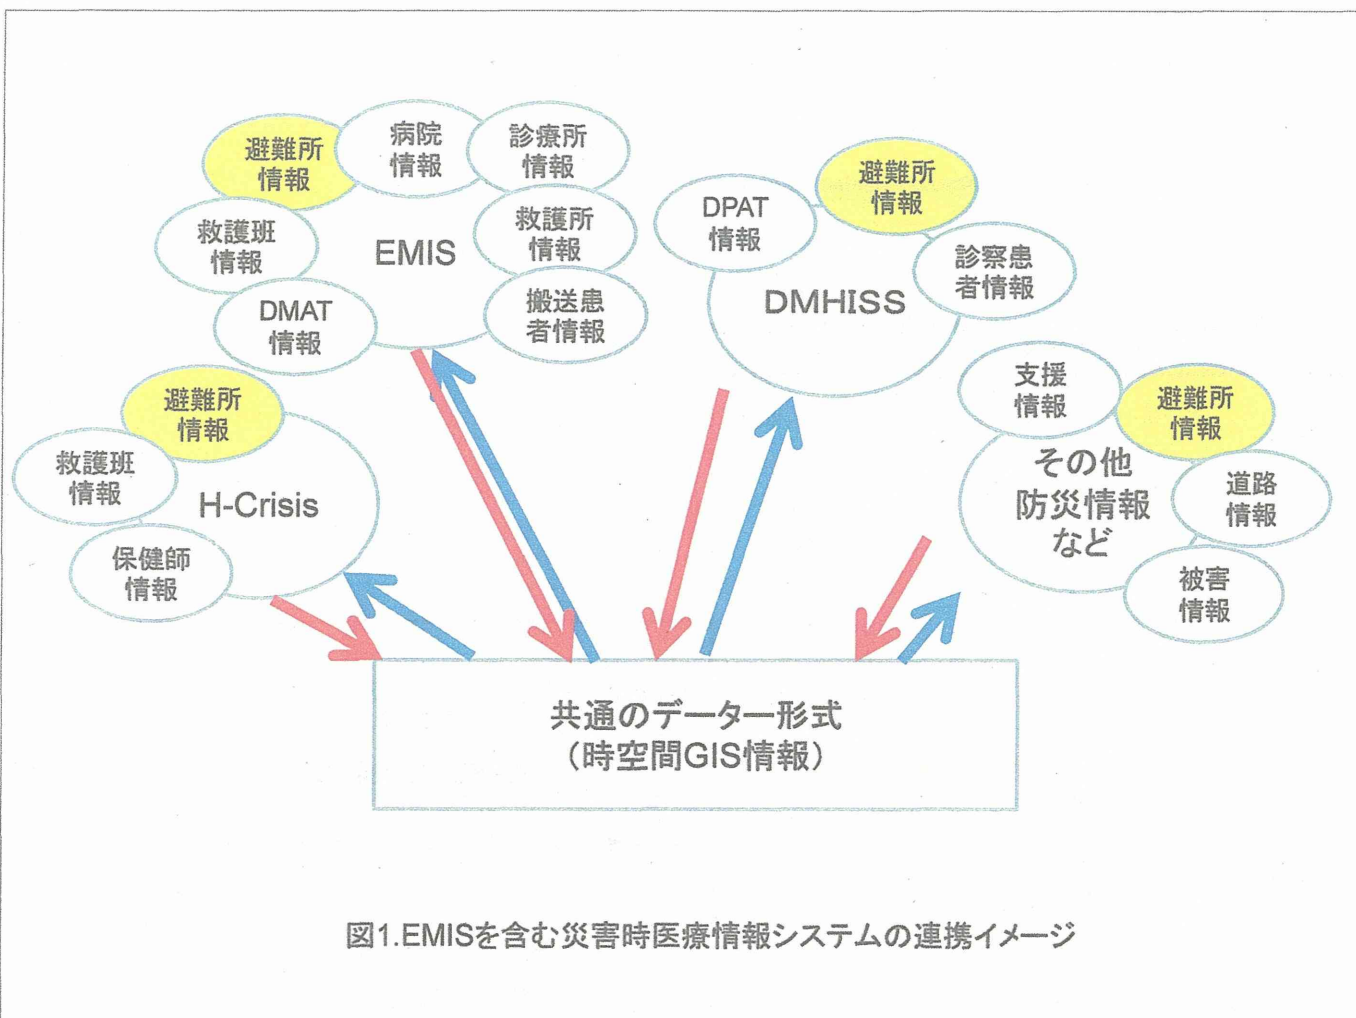 避難所
情報
病院
情報
診療所
情報
救護班
情報
EMIS
救護所
情報
DMAT
情報
搬送患
者情報
DPAT
情報
避難所
情報
診察患
者情報
DMHISS
避難所
情報
救護班
情報
H-Crisis
保健師
情報
支援
情報
避難所
情報
その他
防災情報
など
道路
情報
被害
情報
共通のデーター形式
（時空間GIS情報）
図1.EMISを含む災害時医療情報システムの連携イメージ